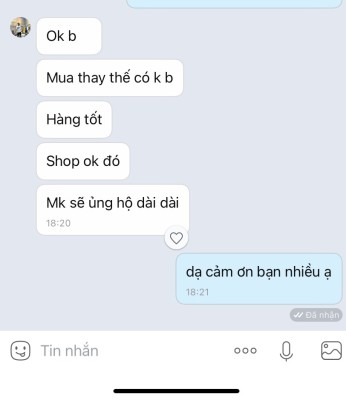 Ok b
Mua thay thế có k b
Hàng tốt
Shop ok đó
Mk sẽ ủng hộ dài dài
18:20
dạ cảm ơn bạn nhiều ạ
18:21
Đã nhận
Tin nhắn